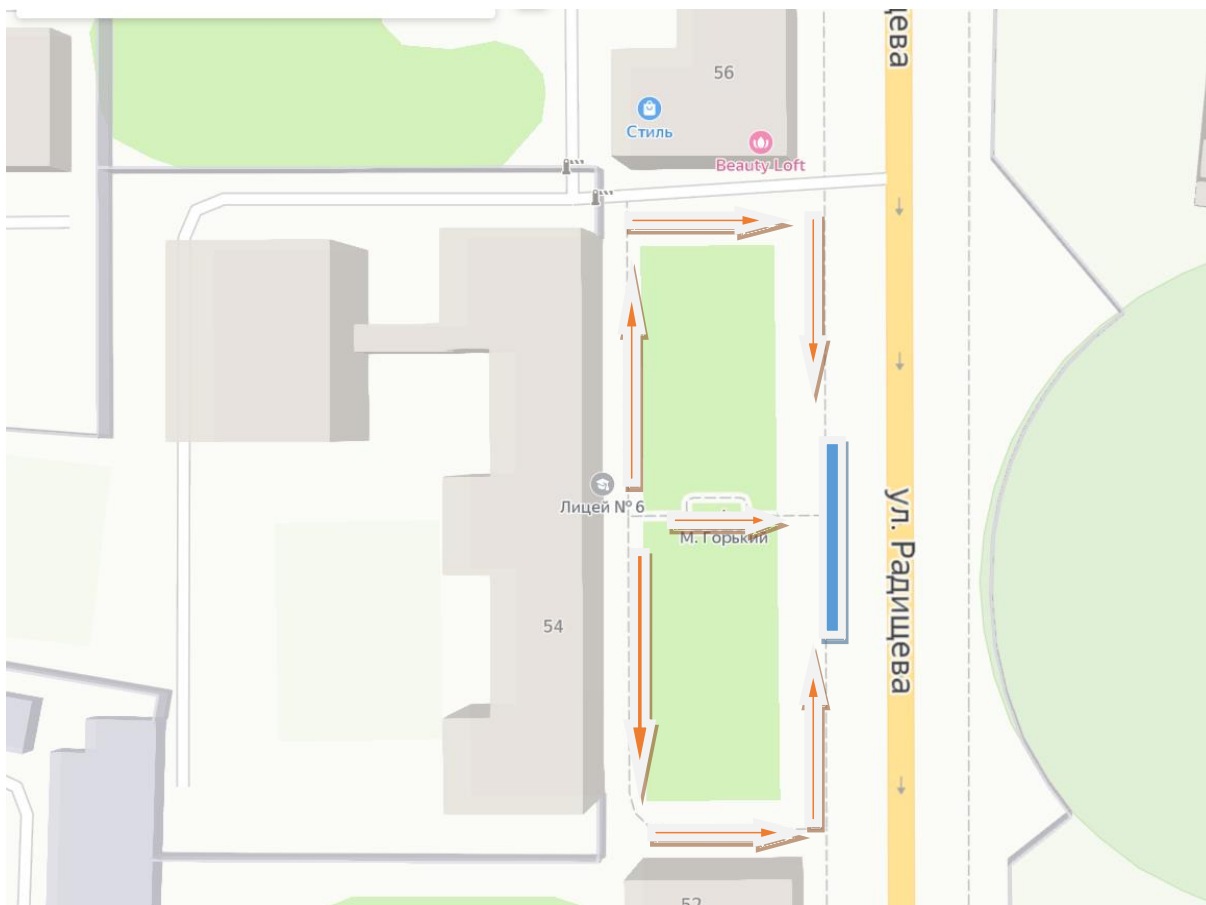 цева
56
Стиль
Beauty Loft
Лицей № 6
М. Горький
ул. Радищева
54
52